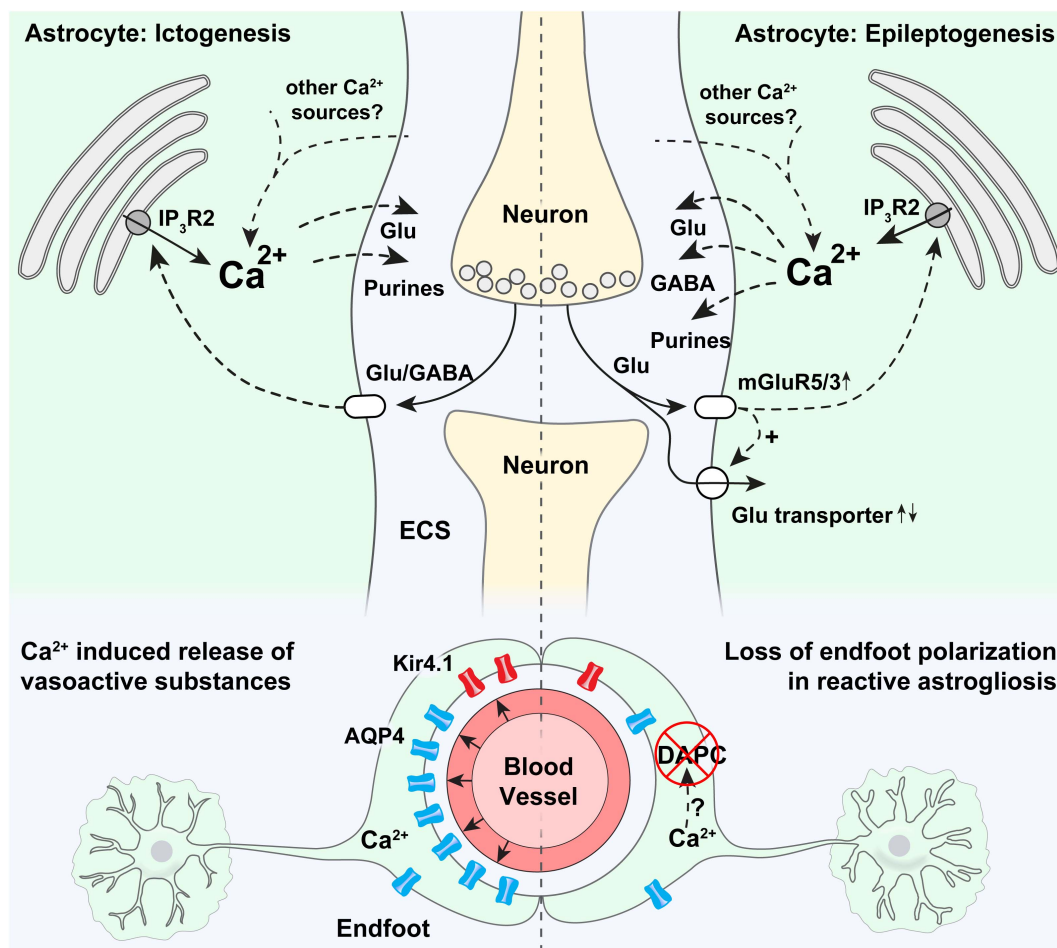 Astrocyte: Ictogenesis
Astrocyte: Epileptogenesis
other Ca²⁺
sources?
other Ca²⁺
sources?
IP₃R2
Ca²⁺
Glu
Purines
Neuron
Glu
GABA
Purines
Ca²⁺
IP₃R2
Glu/GABA
Glu
mGluR5/3↑
+
Neuron
ECS
Glu transporter↑↓
Ca²⁺ induced release of
vasoactive substances
Loss of endfoot polarization
in reactive astrogliosis
Kir4.1
AQP4
Blood
Vessel
DAPC
?
Ca²⁺
Ca²⁺
Endfoot